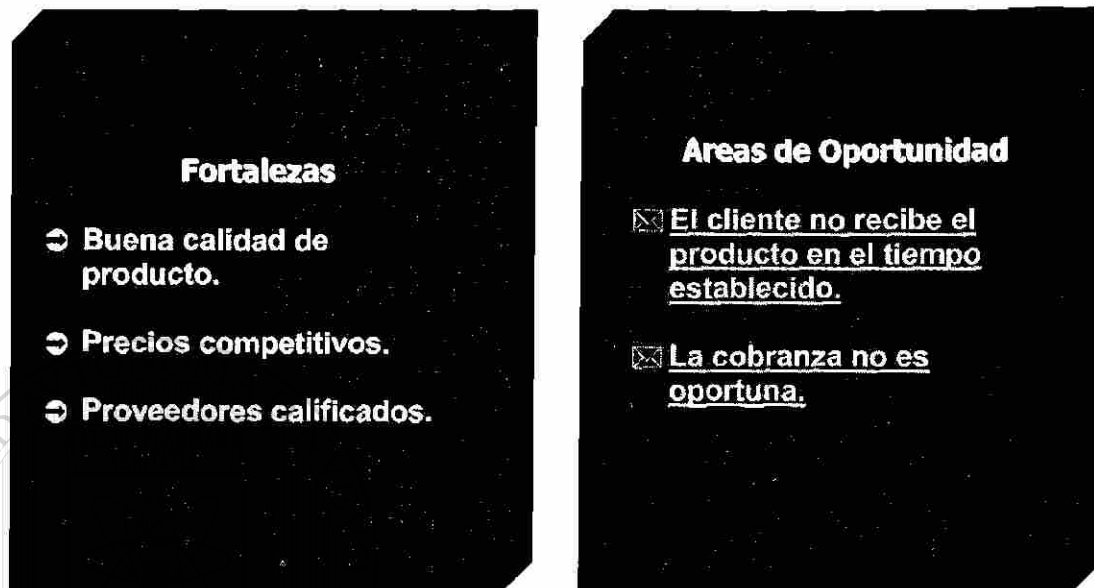 Fortalezas
Buena calidad de
producto.
Precios competitivos.
Proveedores calificados.
Areas de Oportunidad
El cliente no recibe el
producto en el tiempo
establecido.
La cobranza no es
oportuna.